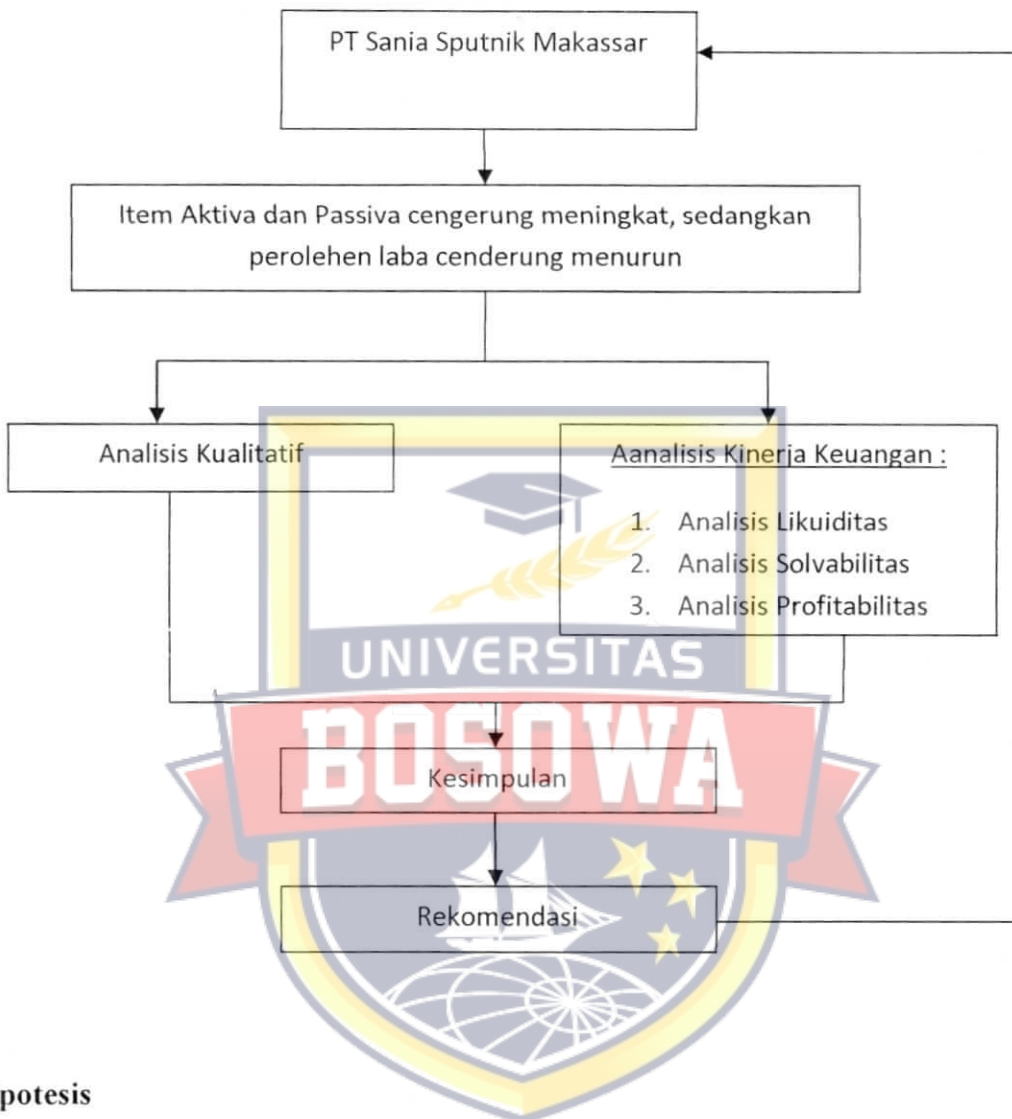 PT Sania Sputnik Makassar
Item Aktiva dan Passiva cengerung meningkat, sedangkan
perolehen laba cenderung menurun
Analisis Kualitatif
Aanalisis Kinerja Keuangan :
1. Analisis Likuiditas
2. Analisis Solvabilitas
3. Analisis Profitabilitas
UNIVERSITAS
BOSOWA
Kesimpulan
Rekomendasi
potesis